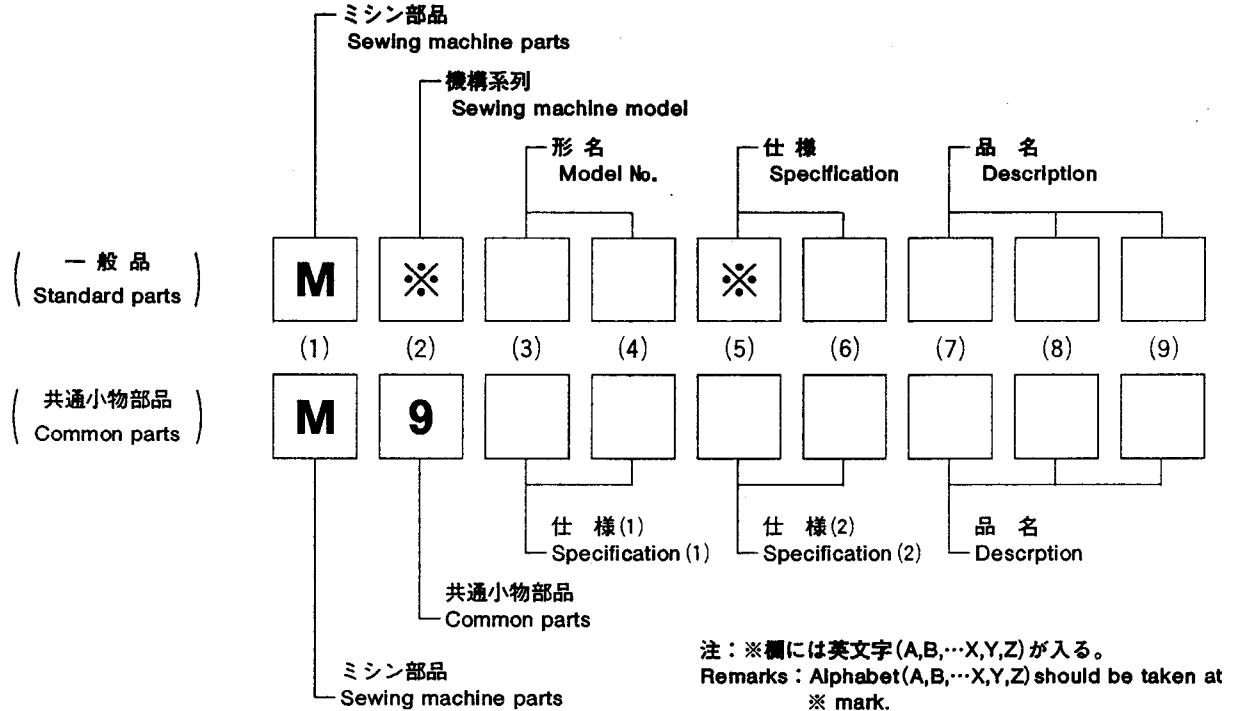 ミシン部品
Sewing machine parts
機構系列
Sewing machine model
形 名
Model No.
仕 様
Specification
品 名
Description
一 般 品
Standard parts
M ※ ※
(1) (2) (3) (4) (5) (6) (7) (8) (9)
共通小物部品
Common parts
M 9
仕 様(1)
Specification(1)
仕 様(2)
Specification(2)
品 名
Descrption
共通小物部品
Common parts
ミシン部品
Sewing machine parts
注：※欄には英文字(A,B,…X,Y,Z)が入る。
Remarks：Alphabet(A,B,…X,Y,Z)should be taken at
※ mark.